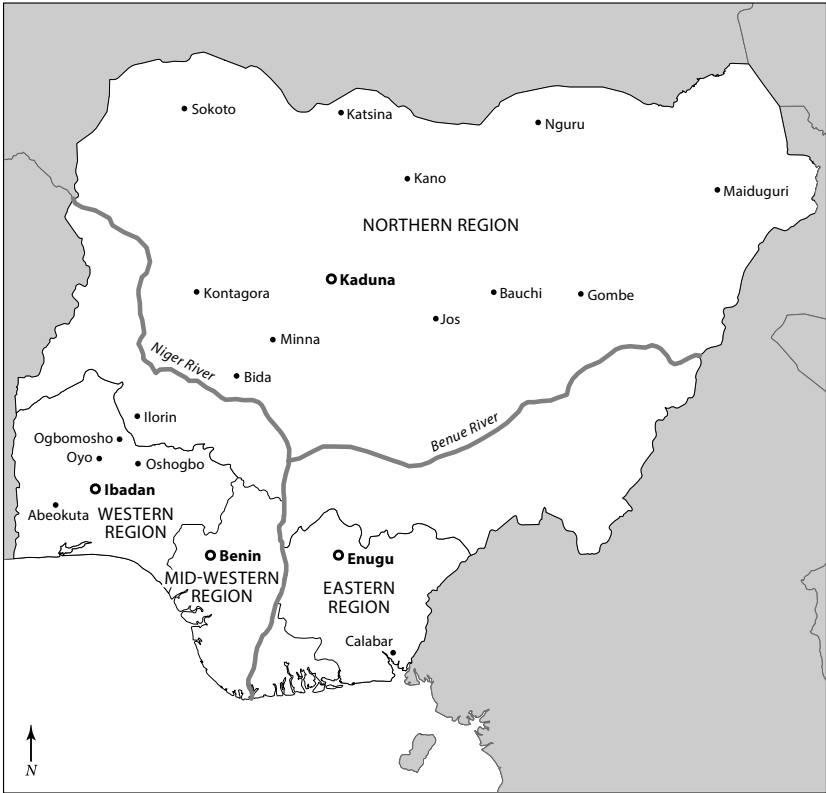 Sokoto
Katsina
Nguru
Kano
Maiduguri
NORTHERN REGION
Kaduna
Kontagora
Bauchi
Gombe
Jos
Minna
Niger River
Bida
Ilorin
Benue River
Ogbomosho
Oyo
Oshogbo
Ibadan
Abeokuta
WESTERN
REGION
Benin
MID-WESTERN
REGION
Enugu
EASTERN
REGION
Calabar
N